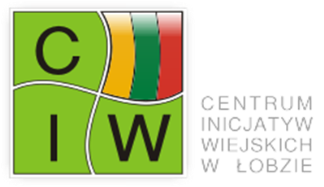 C
I W
CENTRUM
INICJATYW
WIEJSKICH
W ŁOBZIE